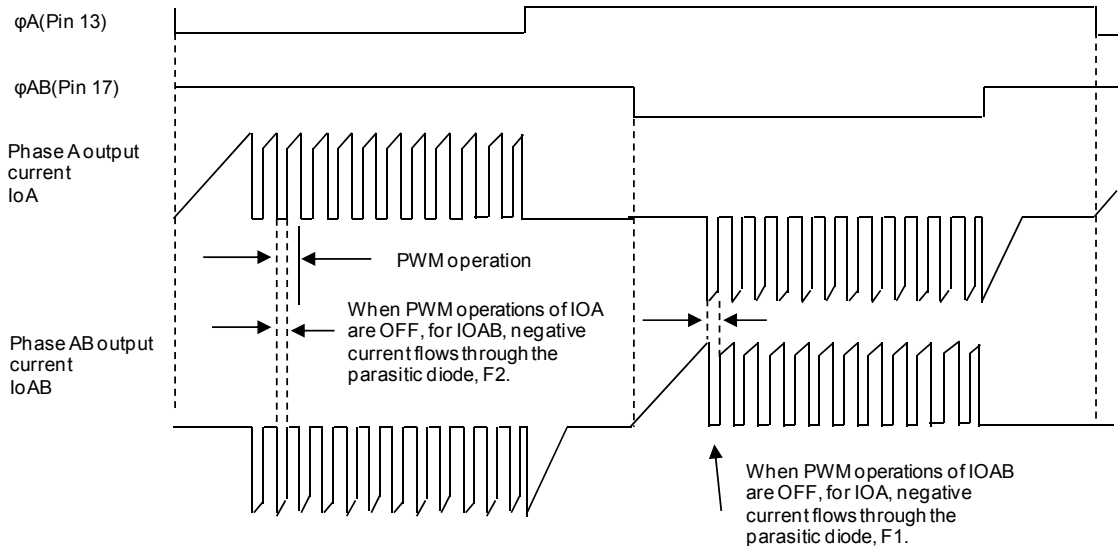 φA(Pin 13)
φAB(Pin 17)
Phase A output
current
IoA
PWM operation
When PWM operations of IOA
are OFF, for IOAB, negative
current flows through the
parasitic diode, F2.
Phase AB output
current
IoAB
When PWM operations of IOAB
are OFF, for IOA, negative
current flows through the
parasitic diode, F1.